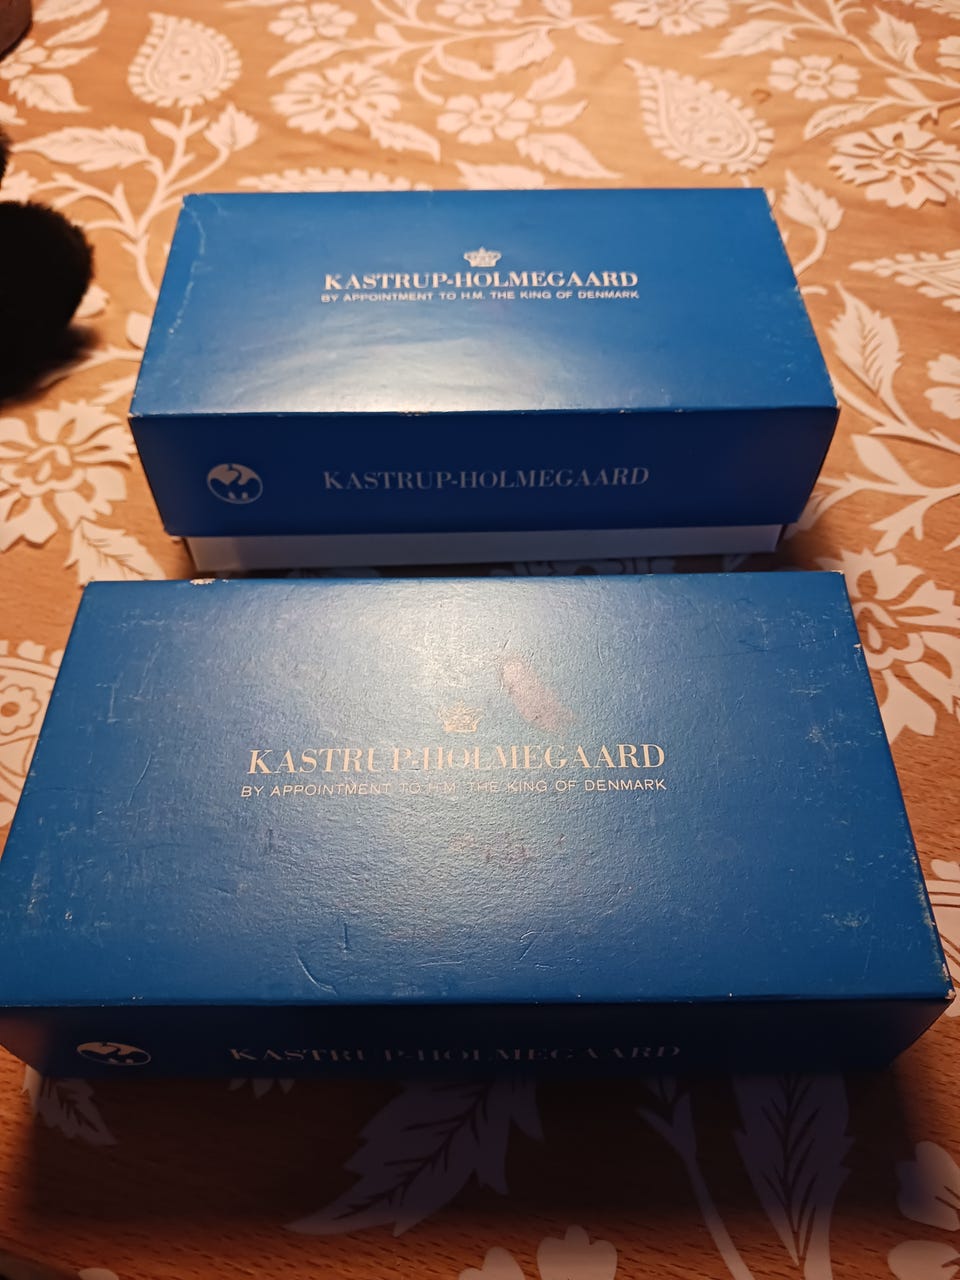 KASTRUP-HOLMEGAARD
BY APPOINTMENT TO H.M. THE KING OF DENMARK
KASTRUP-HOLMEGAARD
KASTRUP-HOLMEGAARD
BY APPOINTMENT TO H.M. THE KING OF DENMARK
KASTRUP-HOLMEGAARD